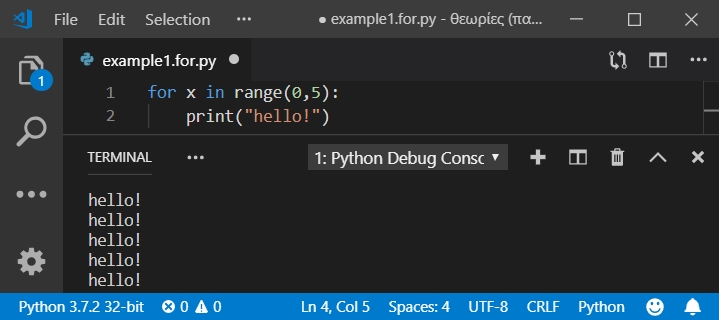 File Edit Selection ••• ● example1.for.py - θεωρίες (πα...
example1.for.py ●
1 for x in range(0,5):
2 print("hello!")
TERMINAL ••• 1: Python Debug Consc
hello!
hello!
hello!
hello!
hello!
1
Python 3.7.2 32-bit 0 0 Ln 4, Col 5 Spaces: 4 UTF-8 CRLF Python